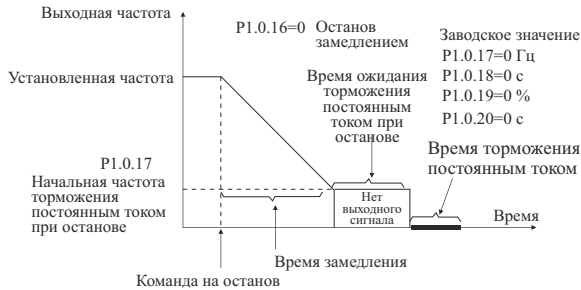 Выходная частота
P1.0.16=0 Останов
замедлением
Заводское значение
P1.0.17=0 Гц
P1.0.18=0 с
P1.0.19=0 %
P1.0.20=0 с
Установленная частота
Время ожидания
торможения
постоянным
током при
останове
Время торможения
постоянным током
P1.0.17
Начальная частота
торможения
постоянным током
при останове
Нет
выходного
сигнала
Время
Время замедления
Команда на останов